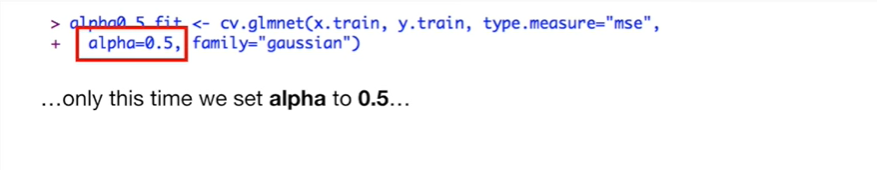 > alpha0.5.fit <- cv.glmnet(x.train, y.train, type.measure="mse",
+ alpha=0.5, family="gaussian")
...only this time we set alpha to 0.5...